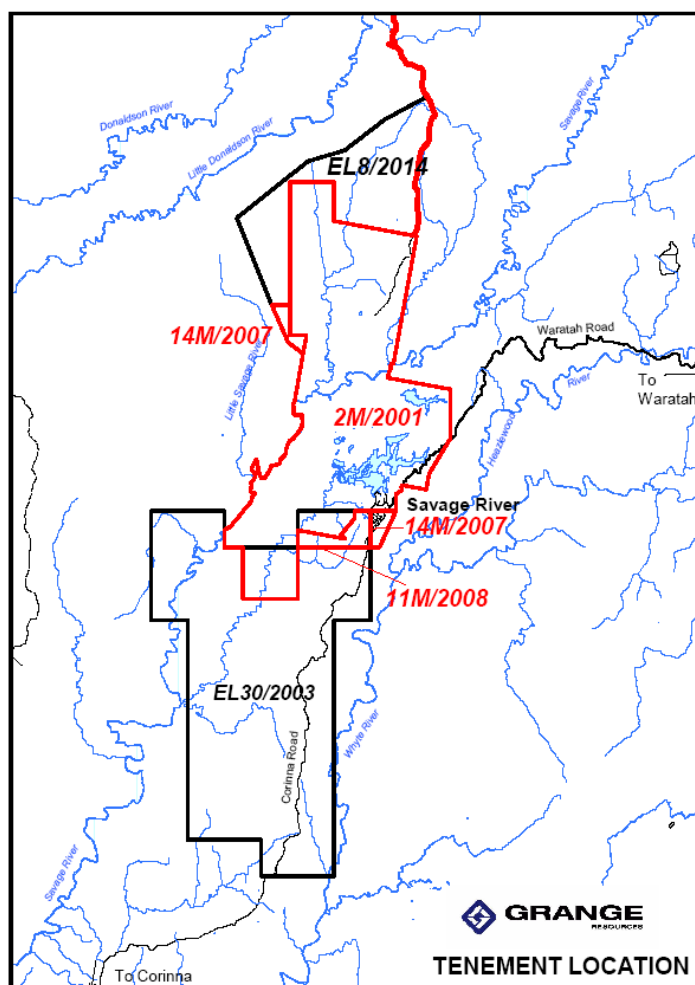 Donaldson River
Little Donaldson River
Savage River
EL8/2014
14M/2007
Little Savage River
Waratah Road
River
To
Waratah
2M/2001
Heazlewood
Savage River
14M/2007
11M/2008
EL30/2003
Corinna Road
Whyte River
Savage River
GRANGE
RESOURCES
To Corinna
TENEMENT LOCATION